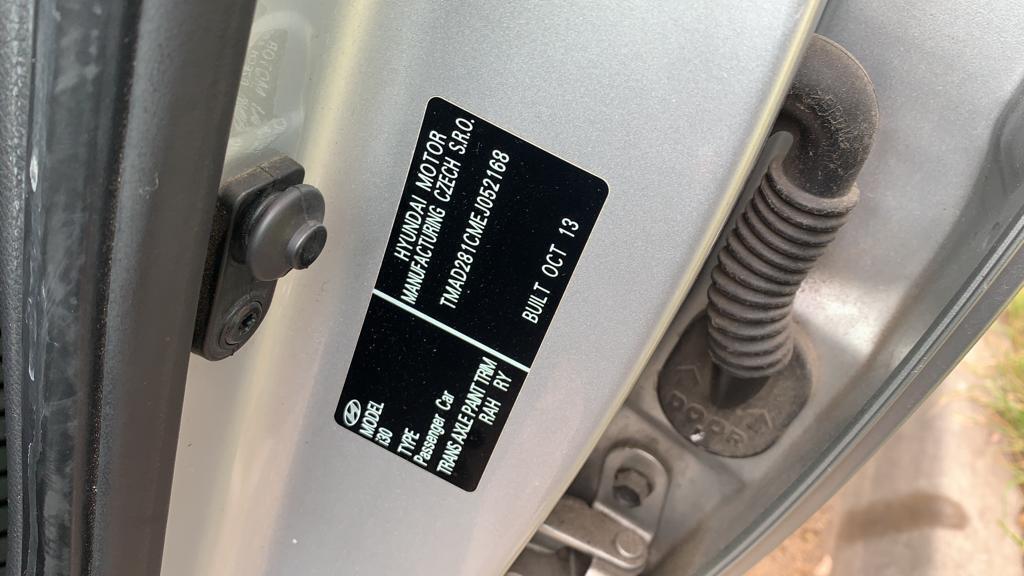 HYUNDAI MOTOR
MANUFACTURING CZECH S.R.O.
TMAD281CMEJ052168
BUILT OCT 13
MODEL
i30
TYPE
Passenger Car
TRANS.AXLE PAINT TRIM
RAH RY
DOOR